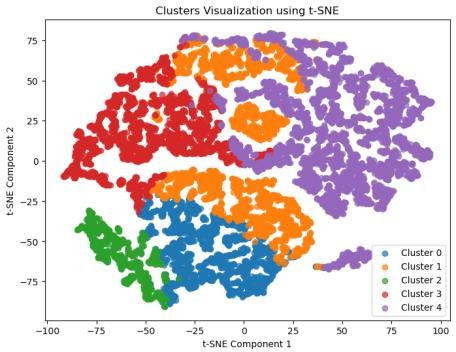 Clusters Visualization using t-SNE
t-SNE Component 2
75
50
25
0
−25
−50
−75
−100
−75
−50
−25
0
25
50
75
100
t-SNE Component 1
Cluster 0
Cluster 1
Cluster 2
Cluster 3
Cluster 4